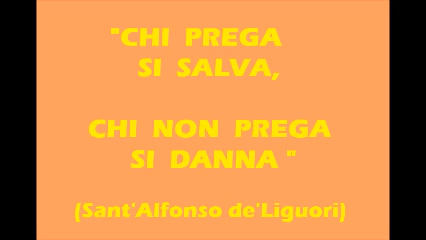 "CHI PREGA
SI SALVA,
CHI NON PREGA
SI DANNA "
(Sant'Alfonso de'Liguori)